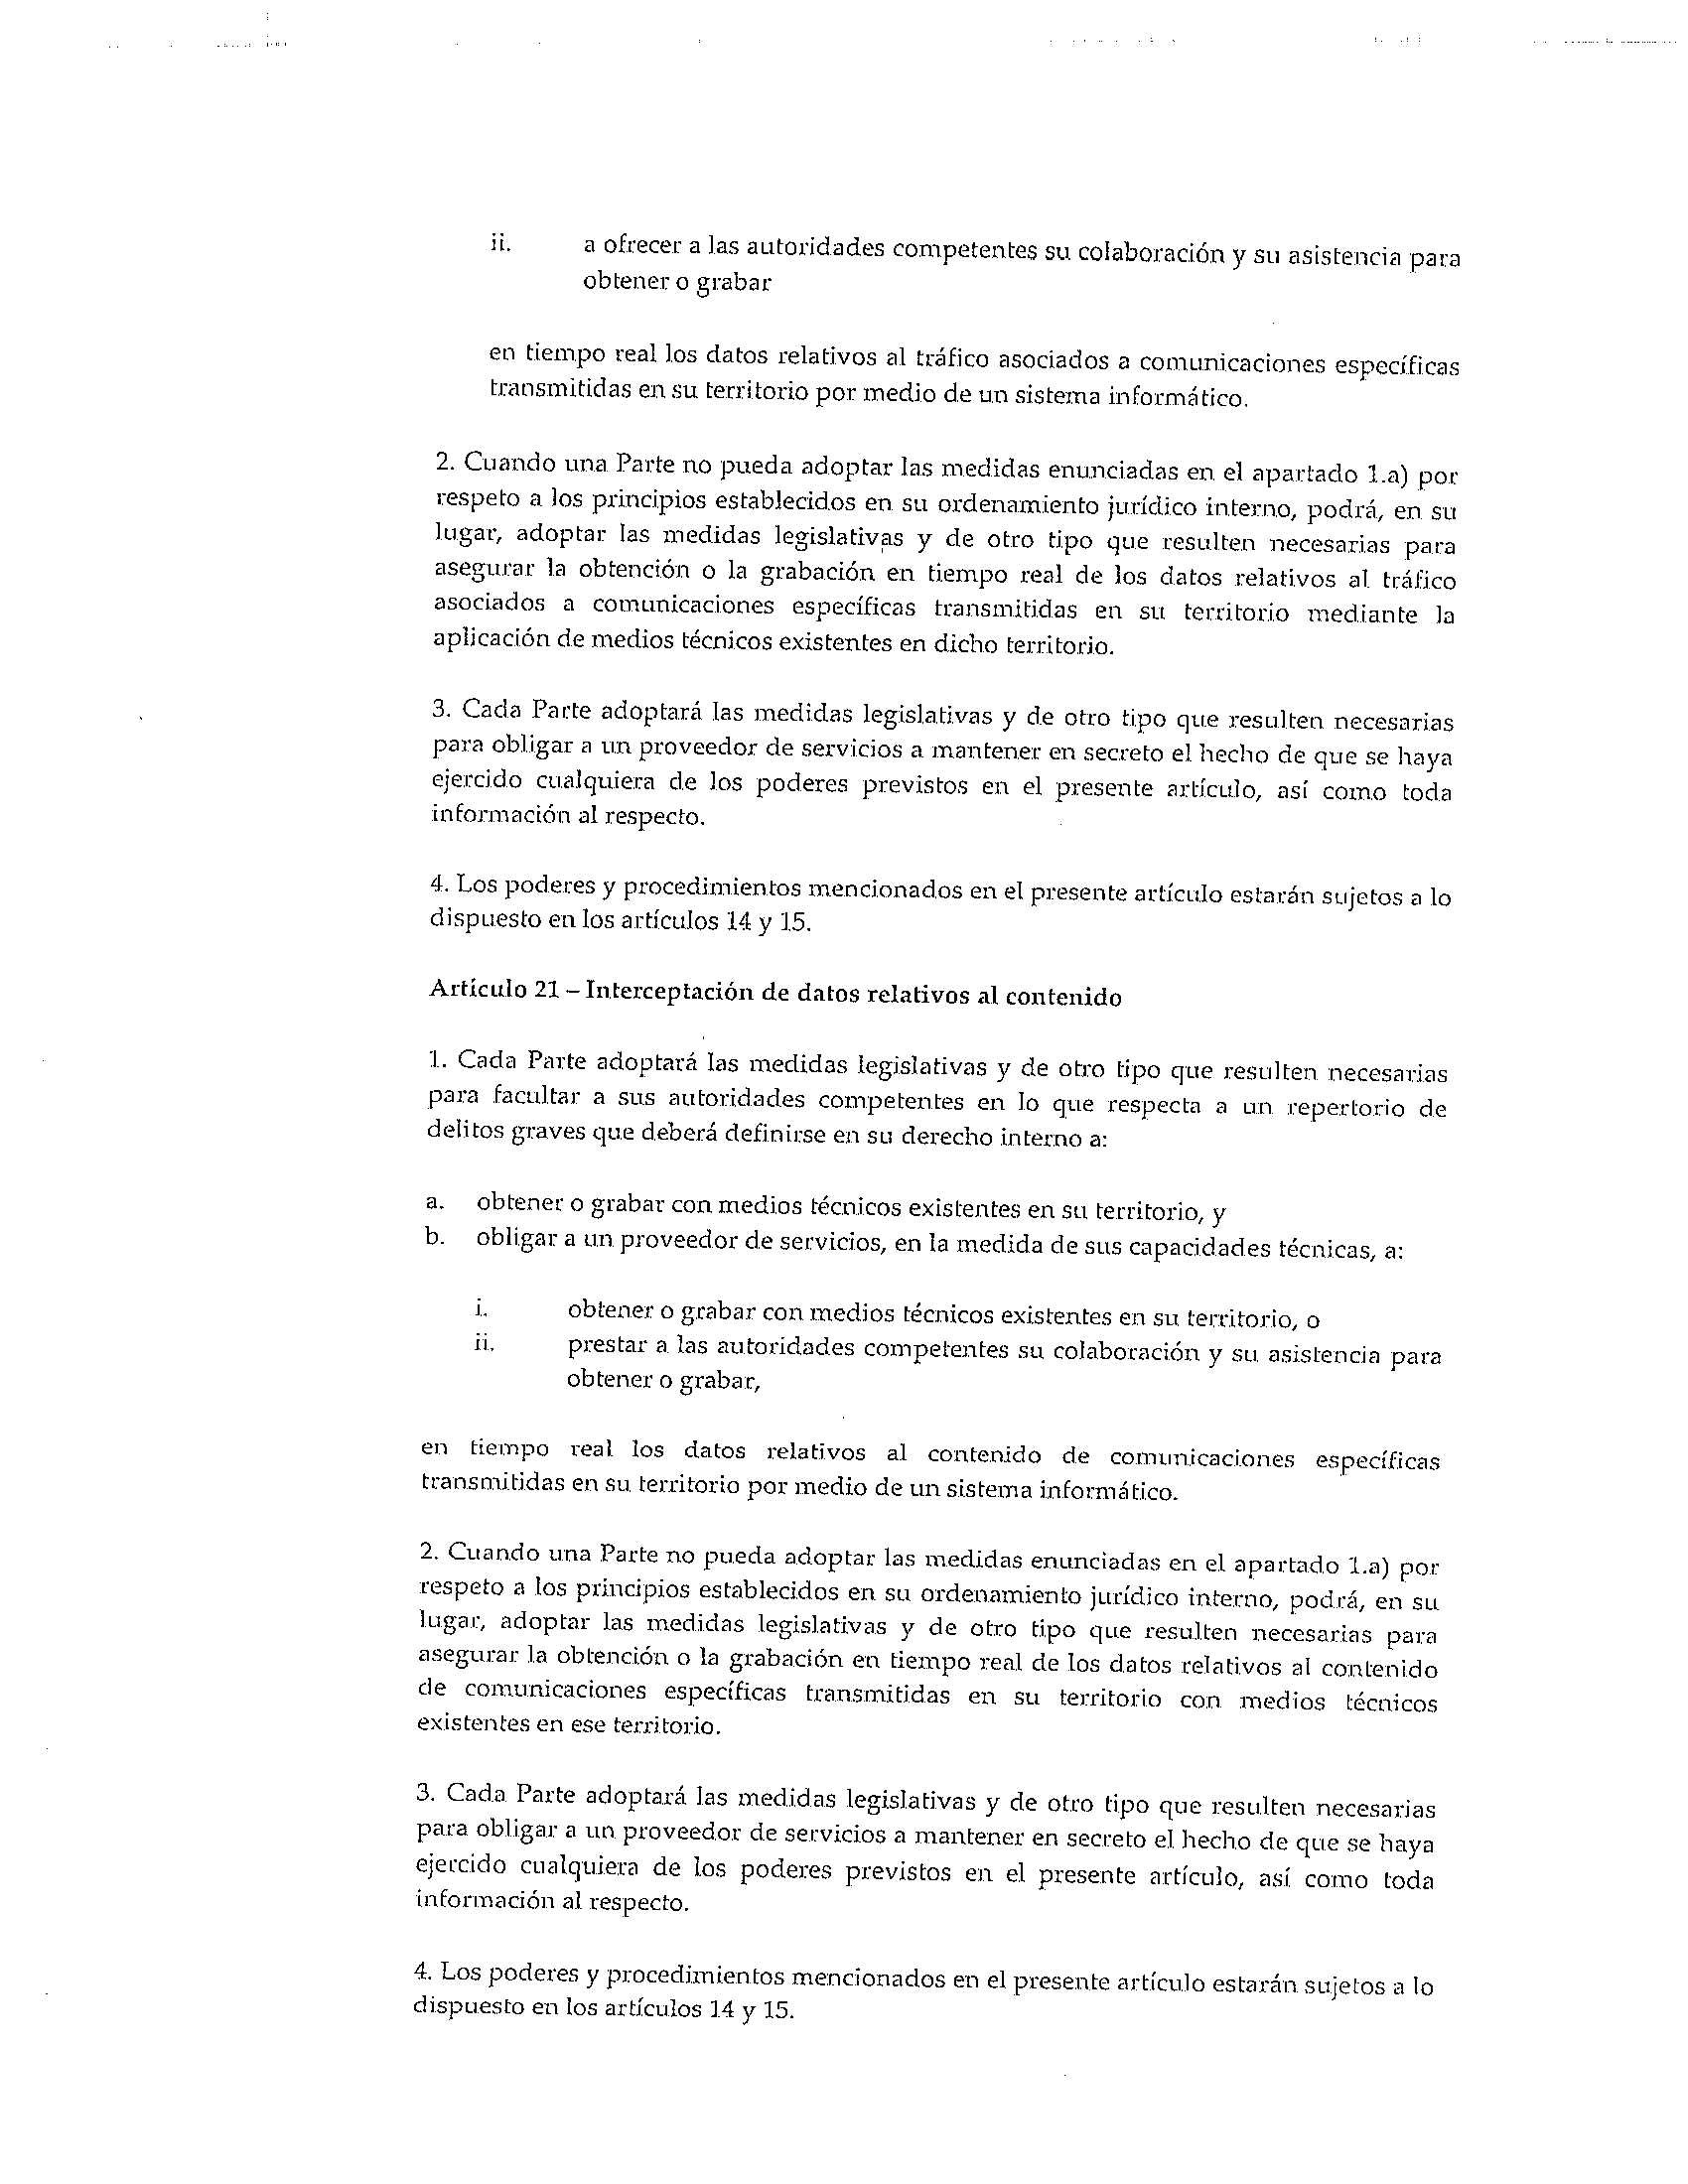 ii. a ofrecer a las autoridades competentes su colaboración y su asistencia para
obtener o grabar
en tiempo real los datos relativos al tráfico asociados a comunicaciones específicas
transmitidas en su territorio por medio de un sistema informático.
2. Cuando una Parte no pueda adoptar las medidas enunciadas en el apartado 1.a) por
respeto a los principios establecidos en su ordenamiento jurídico interno, podrá, en su
lugar, adoptar las medidas legislativas y de otro tipo que resulten necesarias para
asegurar la obtención o la grabación en tiempo real de los datos relativos al tráfico
asociados a comunicaciones específicas transmitidas en su territorio mediante la
aplicación de medios técnicos existentes en dicho territorio.
3. Cada Parte adoptará las medidas legislativas y de otro tipo que resulten necesarias
para obligar a un proveedor de servicios a mantener en secreto el hecho de que se haya
ejercido cualquiera de los poderes previstos en el presente artículo, así como toda
información al respecto.
4. Los poderes y procedimientos mencionados en el presente artículo estarán sujetos a lo
dispuesto en los artículos 14 y 15.
Artículo 21 – Interceptación de datos relativos al contenido
1. Cada Parte adoptará las medidas legislativas y de otro tipo que resulten necesarias
para facultar a sus autoridades competentes en lo que respecta a un repertorio de
delitos graves que deberá definirse en su derecho interno a:
a. obtener o grabar con medios técnicos existentes en su territorio, y
b. obligar a un proveedor de servicios, en la medida de sus capacidades técnicas, a:
i. obtener o grabar con medios técnicos existentes en su territorio, o
ii. prestar a las autoridades competentes su colaboración y su asistencia para
obtener o grabar,
en tiempo real los datos relativos al contenido de comunicaciones específicas
transmitidas en su territorio por medio de un sistema informático.
2. Cuando una Parte no pueda adoptar las medidas enunciadas en el apartado 1.a) por
respeto a los principios establecidos en su ordenamiento jurídico interno, podrá, en su
lugar, adoptar las medidas legislativas y de otro tipo que resulten necesarias para
asegurar la obtención o la grabación en tiempo real de los datos relativos al contenido
de comunicaciones específicas transmitidas en su territorio con medios técnicos
existentes en ese territorio.
3. Cada Parte adoptará las medidas legislativas y de otro tipo que resulten necesarias
para obligar a un proveedor de servicios a mantener en secreto el hecho de que se haya
ejercido cualquiera de los poderes previstos en el presente artículo, así como toda
información al respecto.
4. Los poderes y procedimientos mencionados en el presente artículo estarán sujetos a lo
dispuesto en los artículos 14 y 15.